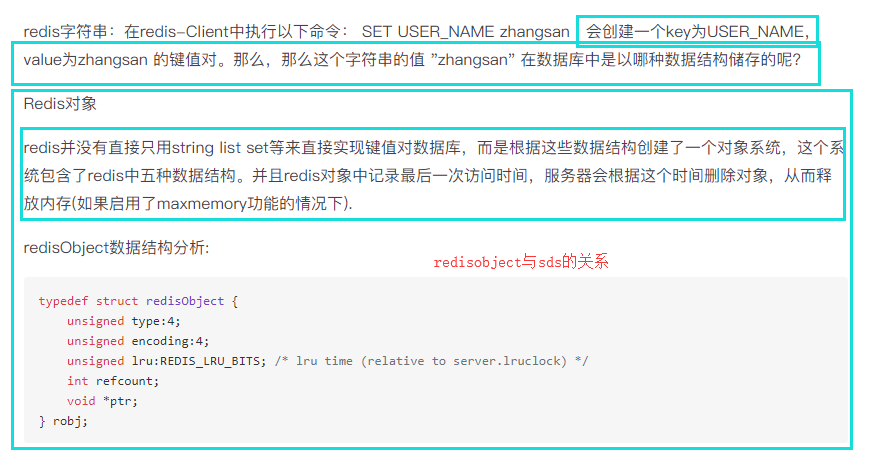 redis字符串：在redis-Client中执行以下命令： SET USER_NAME zhangsan 会创建一个key为USER_NAME，
value为zhangsan 的键值对。那么，那么这个字符串的值 ”zhangsan” 在数据库中是以哪种数据结构储存的呢？
Redis对象
redis并没有直接只用string list set等来直接实现键值对数据库，而是根据这些数据结构创建了一个对象系统，这个系
统包含了redis中五种数据结构。并且redis对象中记录最后一次访问时间，服务器会根据这个时间删除对象，从而释
放内存(如果启用了maxmemory功能的情况下).
redisObject数据结构分析:
redisobject与sds的关系
typedef struct redisObject {
    unsigned type:4;
    unsigned encoding:4;
    unsigned lru:REDIS_LRU_BITS; /* lru time (relative to server.lruclock) */
    int refcount;
    void *ptr;
} robj;